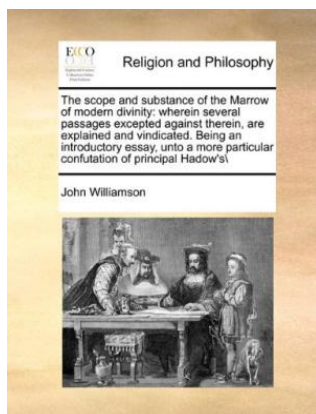 ECCO
Religion and Philosophy
The scope and substance of the Marrow
of modern divinity: wherein several
passages excepted against therein, are
explained and vindicated. Being an
introductory essay, unto a more particular
confutation of principal Hadow's\
John Williamson